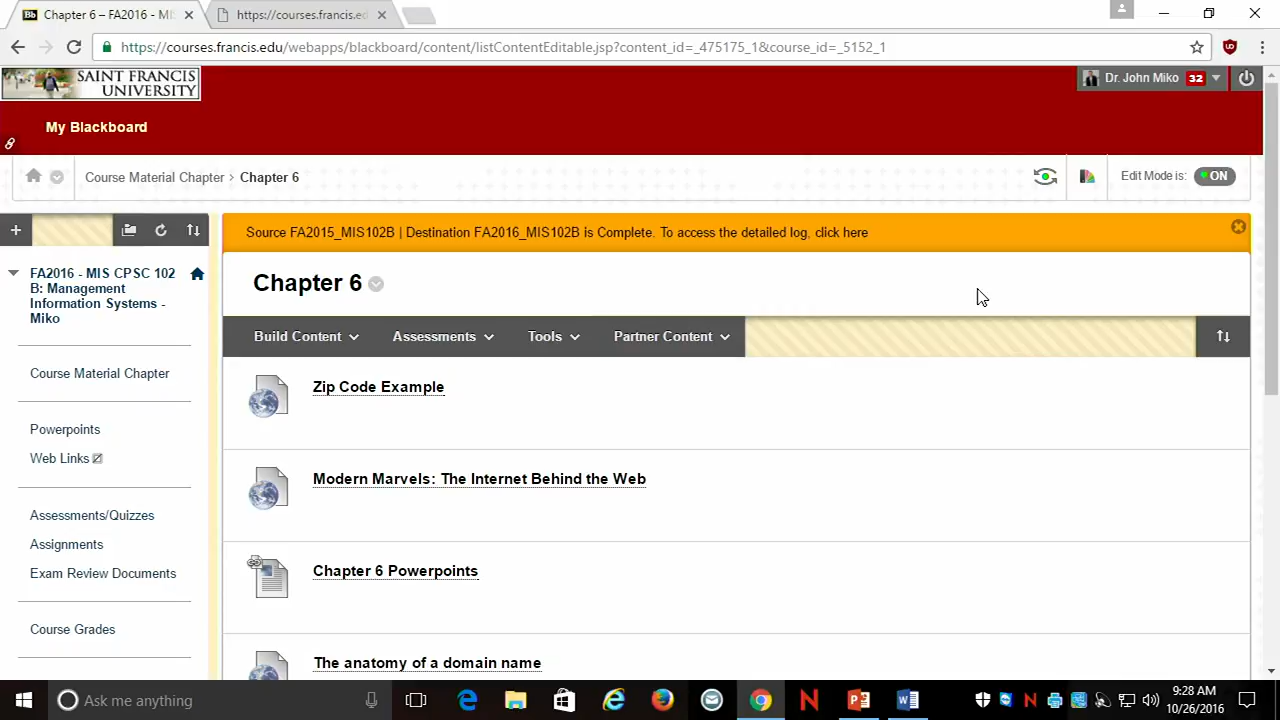 Bb Chapter 6 – FA2016 - MI
https://courses.francis.ed
https://courses.francis.edu/webapps/blackboard/content/listContentEditable.jsp?content_id=_475175_1&course_id=_5152_1
SAINT FRANCIS
UNIVERSITY
Dr. John Miko 32
My Blackboard
Course Material Chapter > Chapter 6
Edit Mode is: ON
Source FA2015_MIS102B | Destination FA2016_MIS102B is Complete. To access the detailed log, click here
FA2016 - MIS CPSC 102
B: Management
Information Systems -
Miko
Course Material Chapter
Powerpoints
Web Links
Assessments/Quizzes
Assignments
Exam Review Documents
Course Grades
Chapter 6
Build Content
Assessments
Tools
Partner Content
Zip Code Example
Modern Marvels: The Internet Behind the Web
Chapter 6 Powerpoints
The anatomy of a domain name
Ask me anything
9:28 AM
10/26/2016